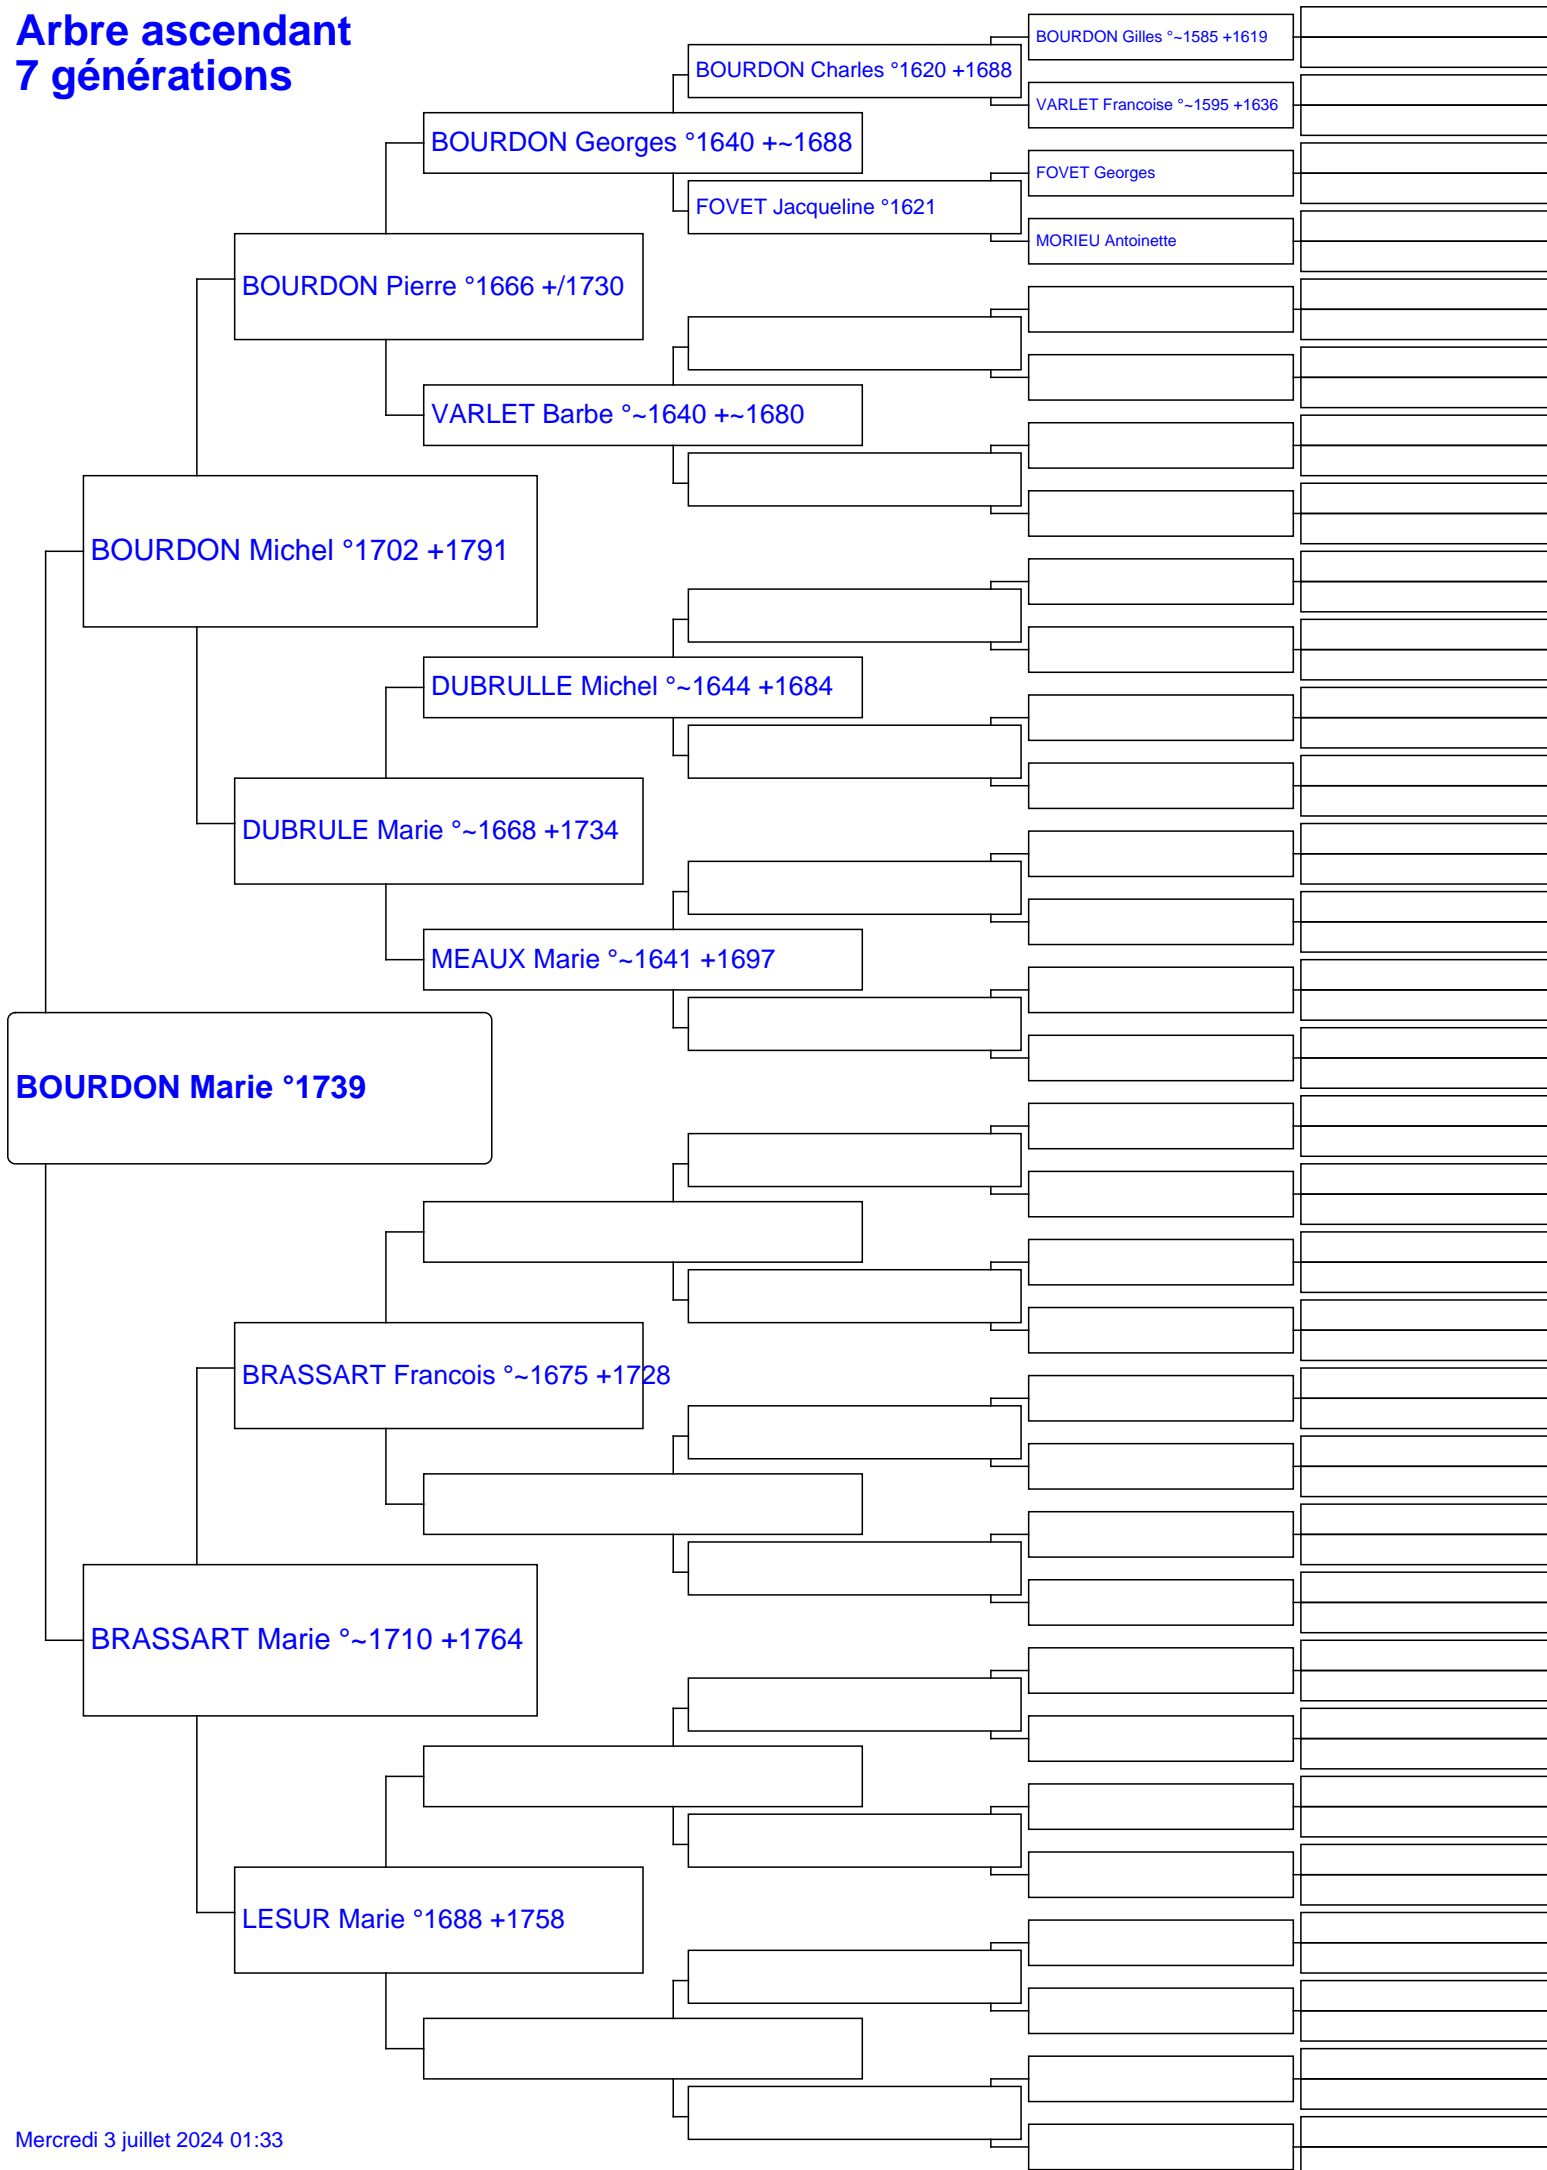 Arbre ascendant
7 générations
BOURDON Gilles °~1585 +1619
BOURDON Charles °1620 +1688
VARLET Francoise °~1595 +1636
BOURDON Georges °1640 +~1688
FOVET Georges
FOVET Jacqueline °1621
MORIEU Antoinette
BOURDON Pierre °1666 +/1730
VARLET Barbe °~1640 +~1680
BOURDON Michel °1702 +1791
DUBRULLE Michel °~1644 +1684
DUBRULE Marie °~1668 +1734
MEAUX Marie °~1641 +1697
BOURDON Marie °1739
BRASSART Francois °~1675 +1728
BRASSART Marie °~1710 +1764
LESUR Marie °1688 +1758
Mercredi 3 juillet 2024 01:33